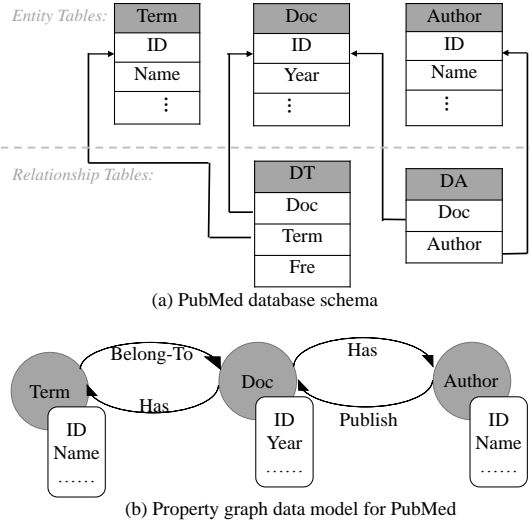 Entity Tables:
Term
ID
Name
⋮
Doc
ID
Year
⋮
Author
ID
Name
⋮
Relationship Tables:
DT
Doc
Term
Fre
DA
Doc
Author
(a) PubMed database schema
Belong-To
Has
Term
Doc
Author
Has
Publish
ID
Name
......
ID
Year
......
ID
Name
......
(b) Property graph data model for PubMed